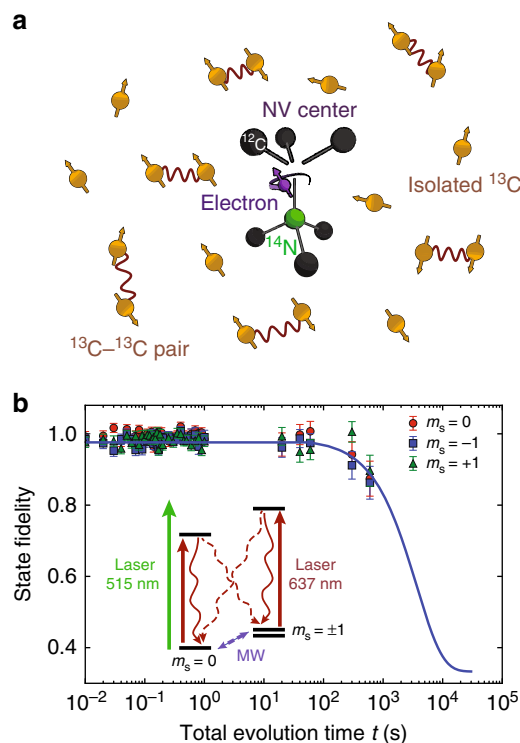 a
NV center
¹²C
Isolated ¹³C
Electron
¹⁴N
¹³C–¹³C pair
b
State fidelity
1.0
0.8
0.6
0.4
mₛ = 0
mₛ = −1
mₛ = +1
Laser
515 nm
Laser
637 nm
mₛ = ±1
mₛ = 0
MW
10⁻² 10⁻¹ 10⁰ 10¹ 10² 10³ 10⁴ 10⁵
Total evolution time t (s)